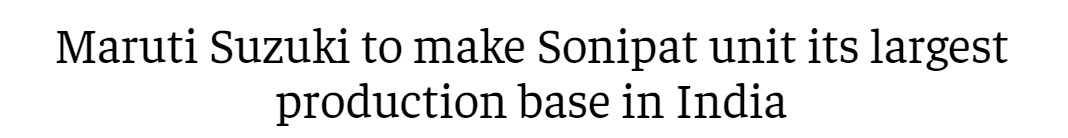 Maruti Suzuki to make Sonipat unit its largest
production base in India